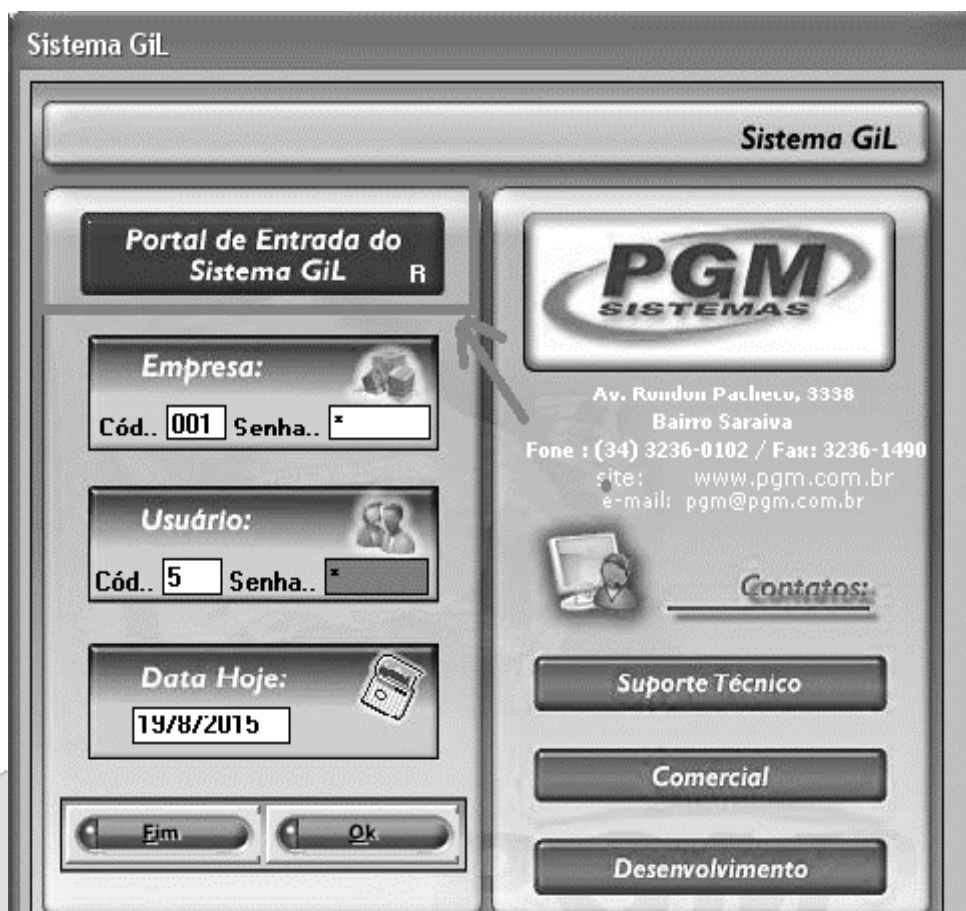 Sistema GiL
Sistema GiL
Portal de Entrada do
Sistema GiL R
Empresa:
Cód.. 001 Senha.. *
Usuário:
Cód.. 5 Senha.. *
Data Hoje:
19/8/2015
Fim Ok
PGM
SISTEMAS
Av. Rondon Pacheco, 3338
Bairro Saraiva
Fone : (34) 3236-0102 / Fax: 3236-1490
site: www.pgm.com.br
e-mail: pgm@pgm.com.br
Contatos:
Suporte Técnico
Comercial
Desenvolvimento